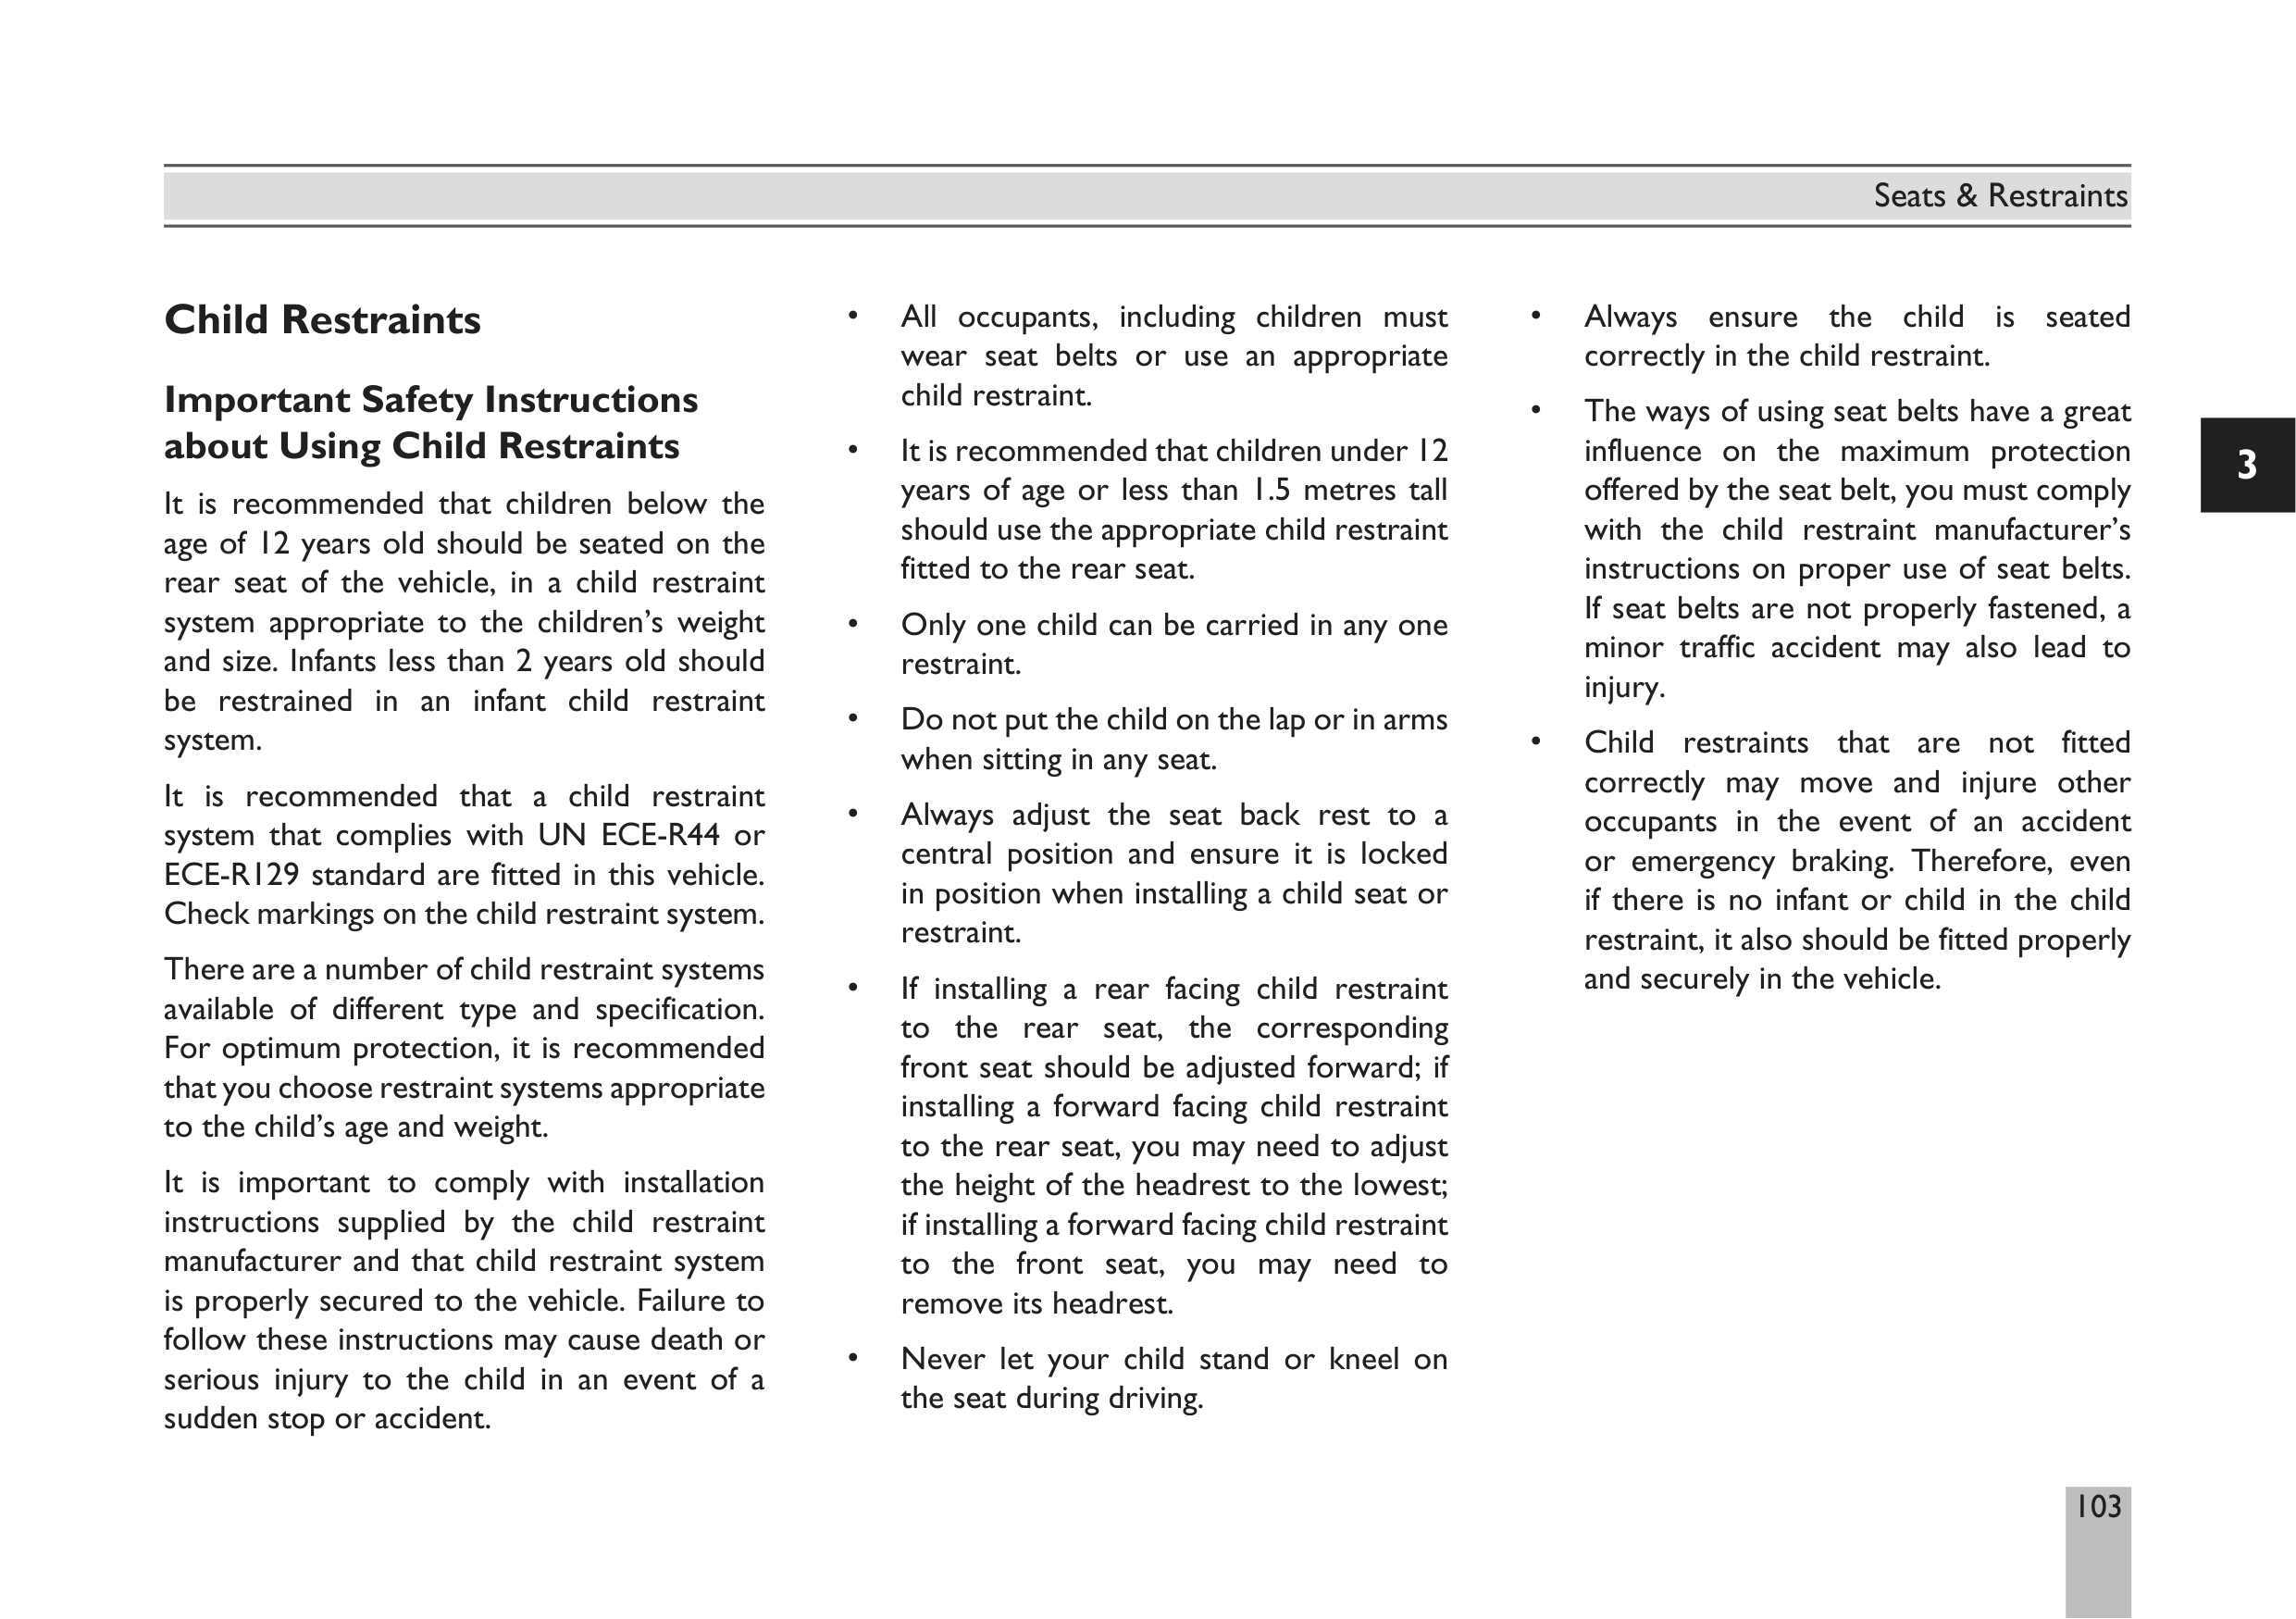 Seats & Restraints
Child Restraints
Important Safety Instructions
about Using Child Restraints
It is recommended that children below the
age of 12 years old should be seated on the
rear seat of the vehicle, in a child restraint
system appropriate to the children’s weight
and size. Infants less than 2 years old should
be restrained in an infant child restraint
system.
It is recommended that a child restraint
system that complies with UN ECE-R44 or
ECE-R129 standard are fitted in this vehicle.
Check markings on the child restraint system.
There are a number of child restraint systems
available of different type and specification.
For optimum protection, it is recommended
that you choose restraint systems appropriate
to the child’s age and weight.
It is important to comply with installation
instructions supplied by the child restraint
manufacturer and that child restraint system
is properly secured to the vehicle. Failure to
follow these instructions may cause death or
serious injury to the child in an event of a
sudden stop or accident.
• All occupants, including children must
wear seat belts or use an appropriate
child restraint.
• It is recommended that children under 12
years of age or less than 1.5 metres tall
should use the appropriate child restraint
fitted to the rear seat.
• Only one child can be carried in any one
restraint.
• Do not put the child on the lap or in arms
when sitting in any seat.
• Always adjust the seat back rest to a
central position and ensure it is locked
in position when installing a child seat or
restraint.
• If installing a rear facing child restraint
to the rear seat, the corresponding
front seat should be adjusted forward; if
installing a forward facing child restraint
to the rear seat, you may need to adjust
the height of the headrest to the lowest;
if installing a forward facing child restraint
to the front seat, you may need to
remove its headrest.
• Never let your child stand or kneel on
the seat during driving.
• Always ensure the child is seated
correctly in the child restraint.
• The ways of using seat belts have a great
influence on the maximum protection
offered by the seat belt, you must comply
with the child restraint manufacturer’s
instructions on proper use of seat belts.
If seat belts are not properly fastened, a
minor traffic accident may also lead to
injury.
• Child restraints that are not fitted
correctly may move and injure other
occupants in the event of an accident
or emergency braking. Therefore, even
if there is no infant or child in the child
restraint, it also should be fitted properly
and securely in the vehicle.
3
103